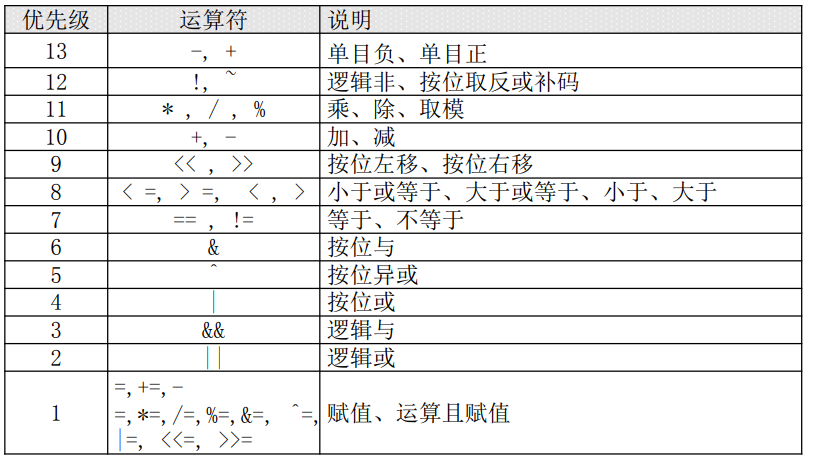 优先级 运算符 说明
13 -, + 单目负、单目正
12 !, ~ 逻辑非、按位取反或补码
11 * , / , % 乘、除、取模
10 +, - 加、减
9 << , >> 按位左移、按位右移
8 < =, > =, < , > 小于或等于、大于或等于、小于、大于
7 == , != 等于、不等于
6 & 按位与
5 ^ 按位异或
4 | 按位或
3 && 逻辑与
2 || 逻辑或
=,+=,-
1 =,*=,/=,%=,&=, ^=, 赋值、运算且赋值
|=, <<=, >>=